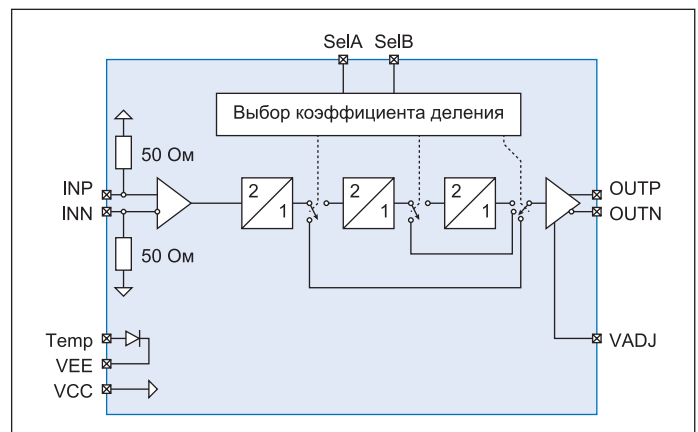 SelA SelB
Выбор коэффициента деления
50 Ом
INP
INN
2
1
2
1
2
1
OUTP
OUTN
50 Ом
Temp
VEE
VCC
VADJ